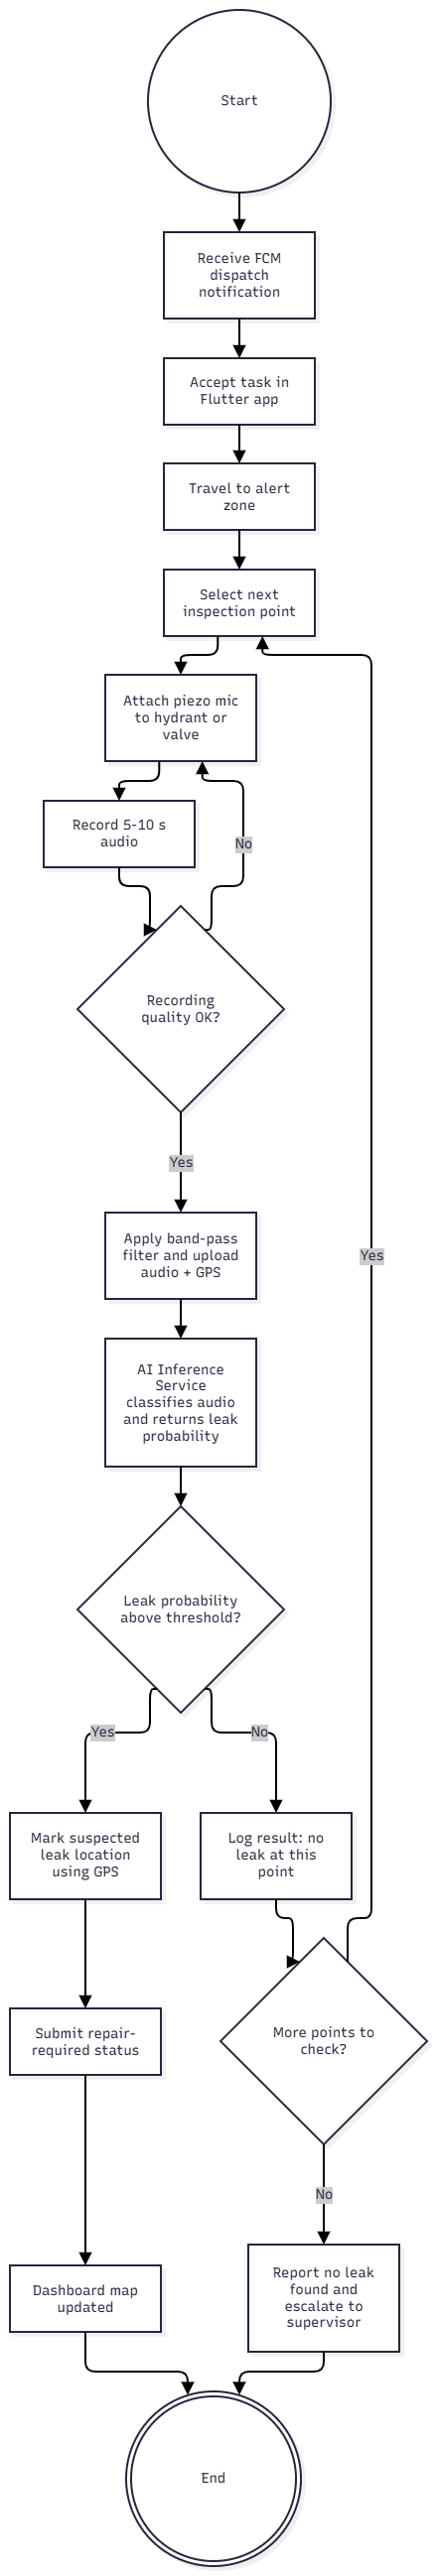 Start
Receive FCM
dispatch
notification
Accept task in
Flutter app
Travel to alert
zone
Select next
inspection point
Attach piezo mic
to hydrant or
valve
Record 5-10 s
audio
No
Recording
quality OK?
Yes
Apply band-pass
filter and upload
audio + GPS
Yes
AI Inference
Service
classifies audio
and returns leak
probability
Leak probability
above threshold?
Yes
No
Mark suspected
leak location
using GPS
Log result: no
leak at this
point
Submit repair-
required status
More points to
check?
No
Dashboard map
updated
Report no leak
found and
escalate to
supervisor
End